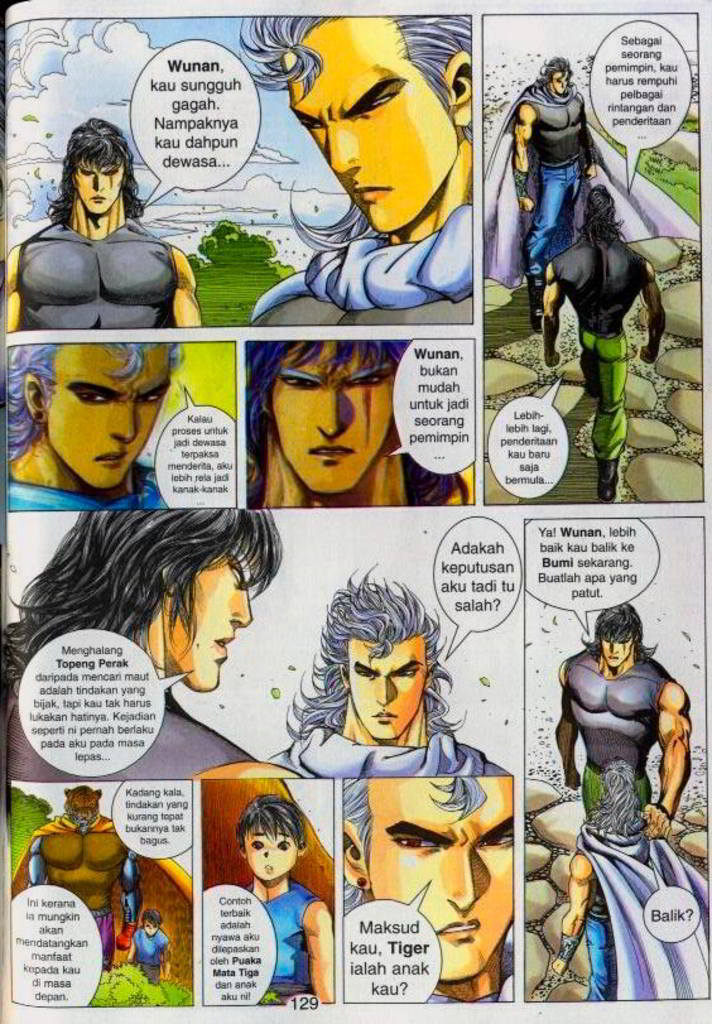 Wunan,
kau sungguh
gagah.
Nampaknya
kau dahpun
dewasa...
Sebagai
seorang
pemimpin, kau
harus rempuhi
pelbagai
rintangan dan
penderitaan
...
Lebih-
lebih lagi,
penderitaan
kau baru
saja
bermula...
Kalau
proses untuk
jadi dewasa
terpaksa
menderita, aku
lebih rela jadi
kanak-kanak
...
Wunan,
bukan
mudah
untuk jadi
seorang
pemimpin
...
Adakah
keputusan
aku tadi tu
salah?
Menghalang
Topeng Perak
daripada mencari maut
adalah tindakan yang
bijak, tapi kau tak harus
lukakan hatinya. Kejadian
seperti ni pernah berlaku
pada aku pada masa
lepas...
Ya! Wunan, lebih
baik kau balik ke
Bumi sekarang.
Buatlah apa yang
patut.
Balik?
Kadang kala,
tindakan yang
kurang tepat
bukannya tak
bagus.
Ini kerana
ia mungkin
akan
mendatangkan
manfaat
kepada kau
di masa
depan.
Contoh
terbaik
adalah
nyawa aku
dilepaskan
oleh Puaka
Mata Tiga
dan anak
aku ni!
Maksud
kau, Tiger
ialah anak
kau?
129